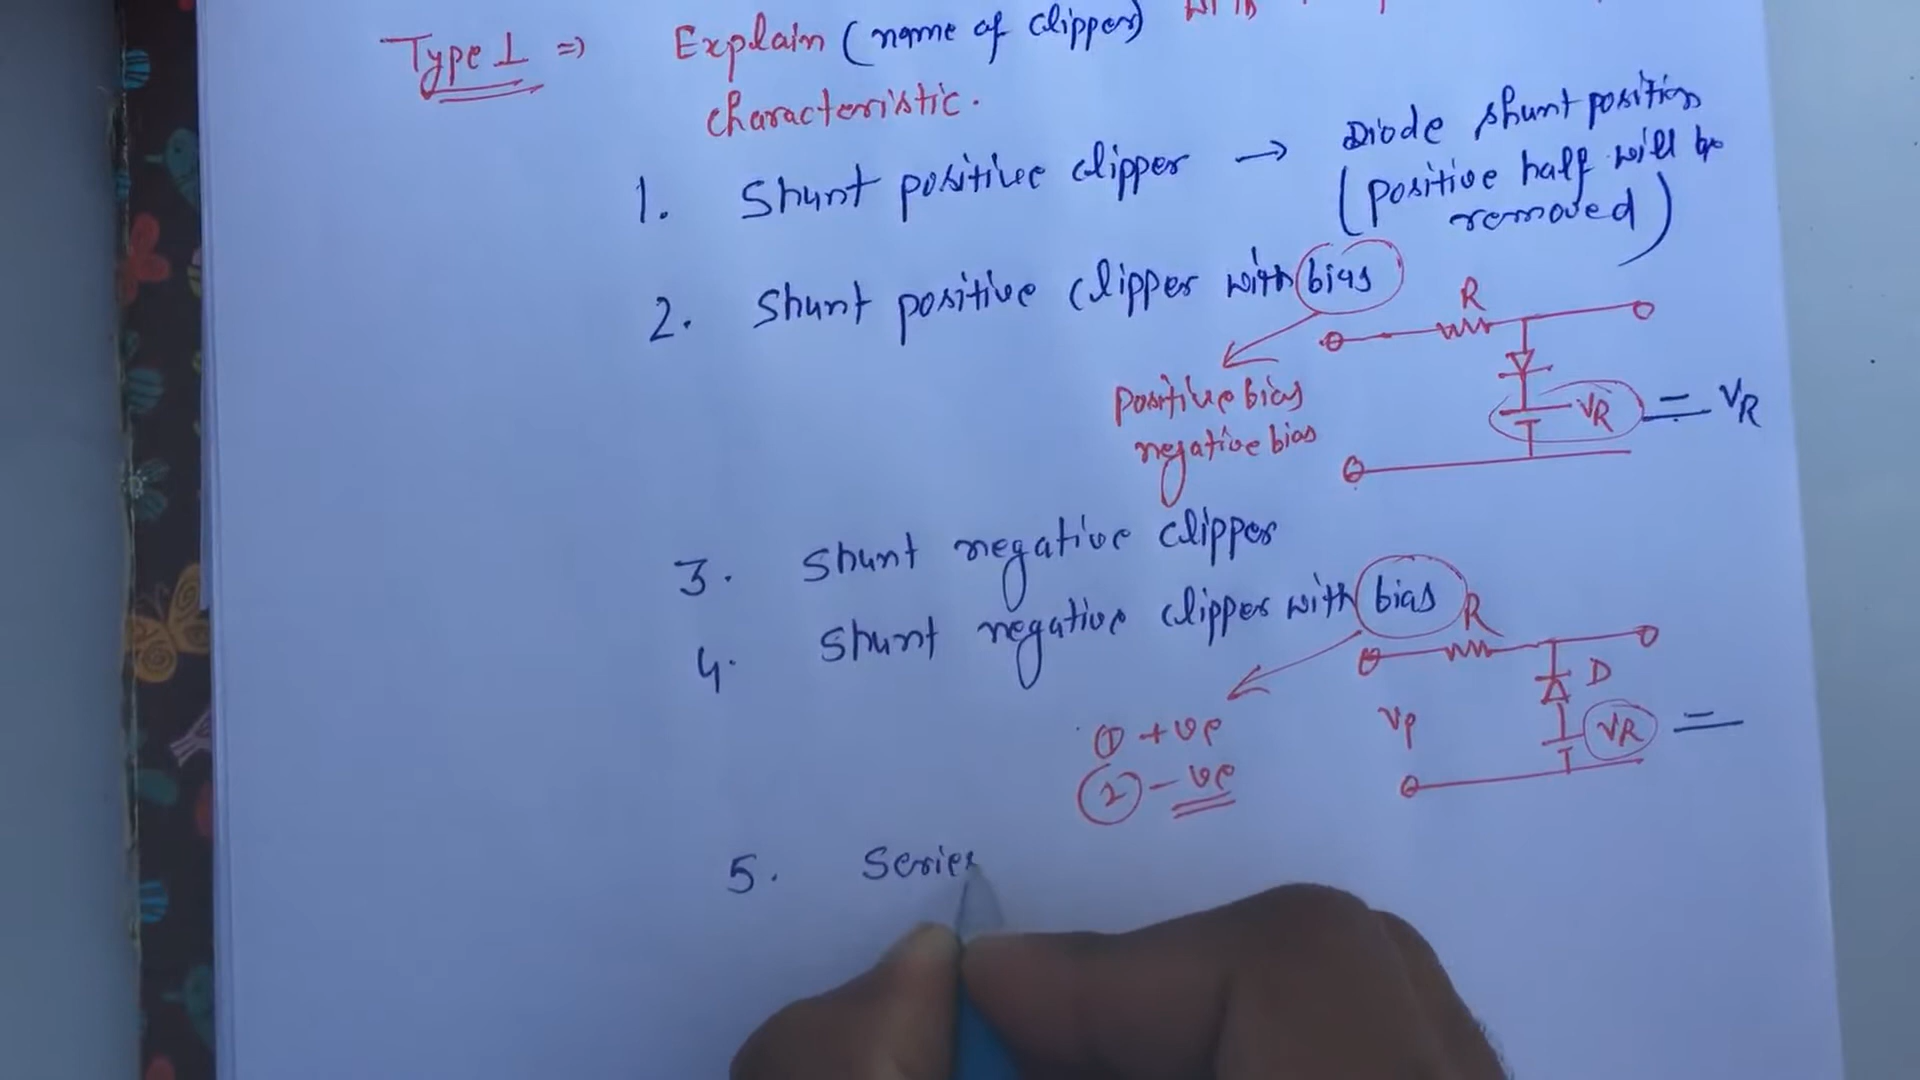 Type 1 ⇒ Explain (name of clipper) with
characteristic.
1. Shunt positive clipper → Diode shunt position
(positive half will be
removed)
2. Shunt positive clipper with bias
R
positive bias
negative bias
VR = VR
3. Shunt negative clipper
4. Shunt negative clipper with bias
R
D
① +ve
② -ve
Vp
VR =
5. Series